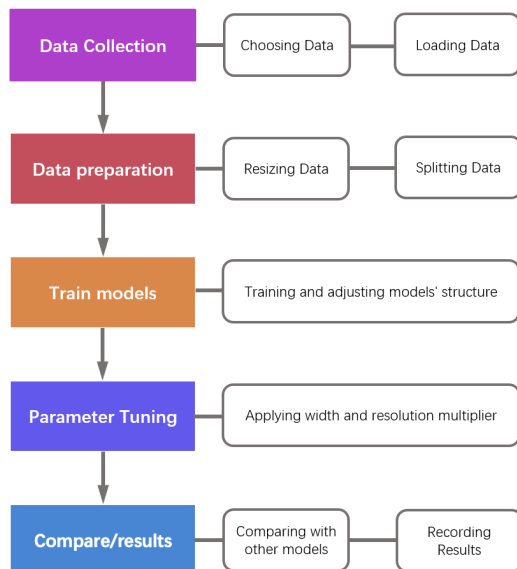 Data Collection
Choosing Data
Loading Data
Data preparation
Resizing Data
Splitting Data
Train models
Training and adjusting models' structure
Parameter Tuning
Applying width and resolution multiplier
Compare/results
Comparing with
other models
Recording
Results